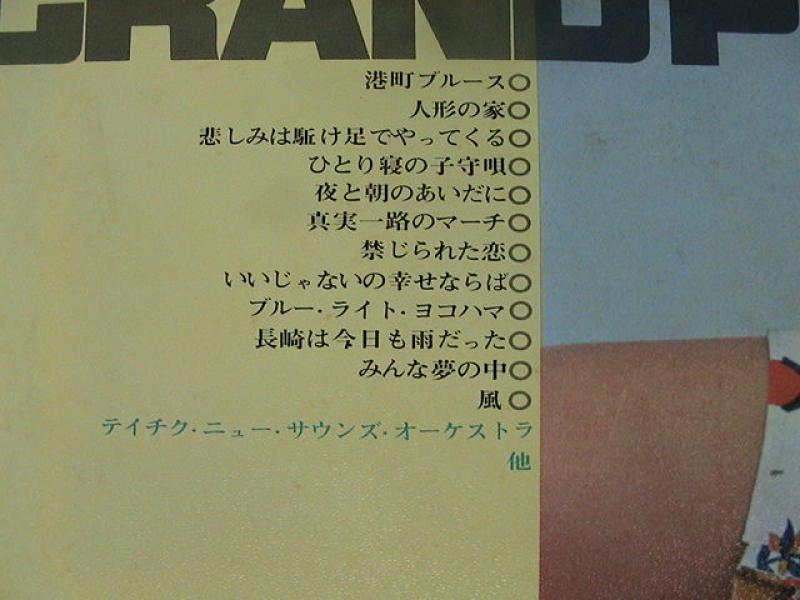 GRAND P
港町ブルース○
人形の家○
悲しみは駈け足でやってくる○
ひとり寝の子守唄○
夜と朝のあいだに○
真実一路のマーチ○
禁じられた恋○
いいじゃないの幸せならば○
ブルー・ライト・ヨコハマ○
長崎は今日も雨だった○
みんな夢の中○
風○
テイチク・ニュー・サウンズ・オーケストラ
他